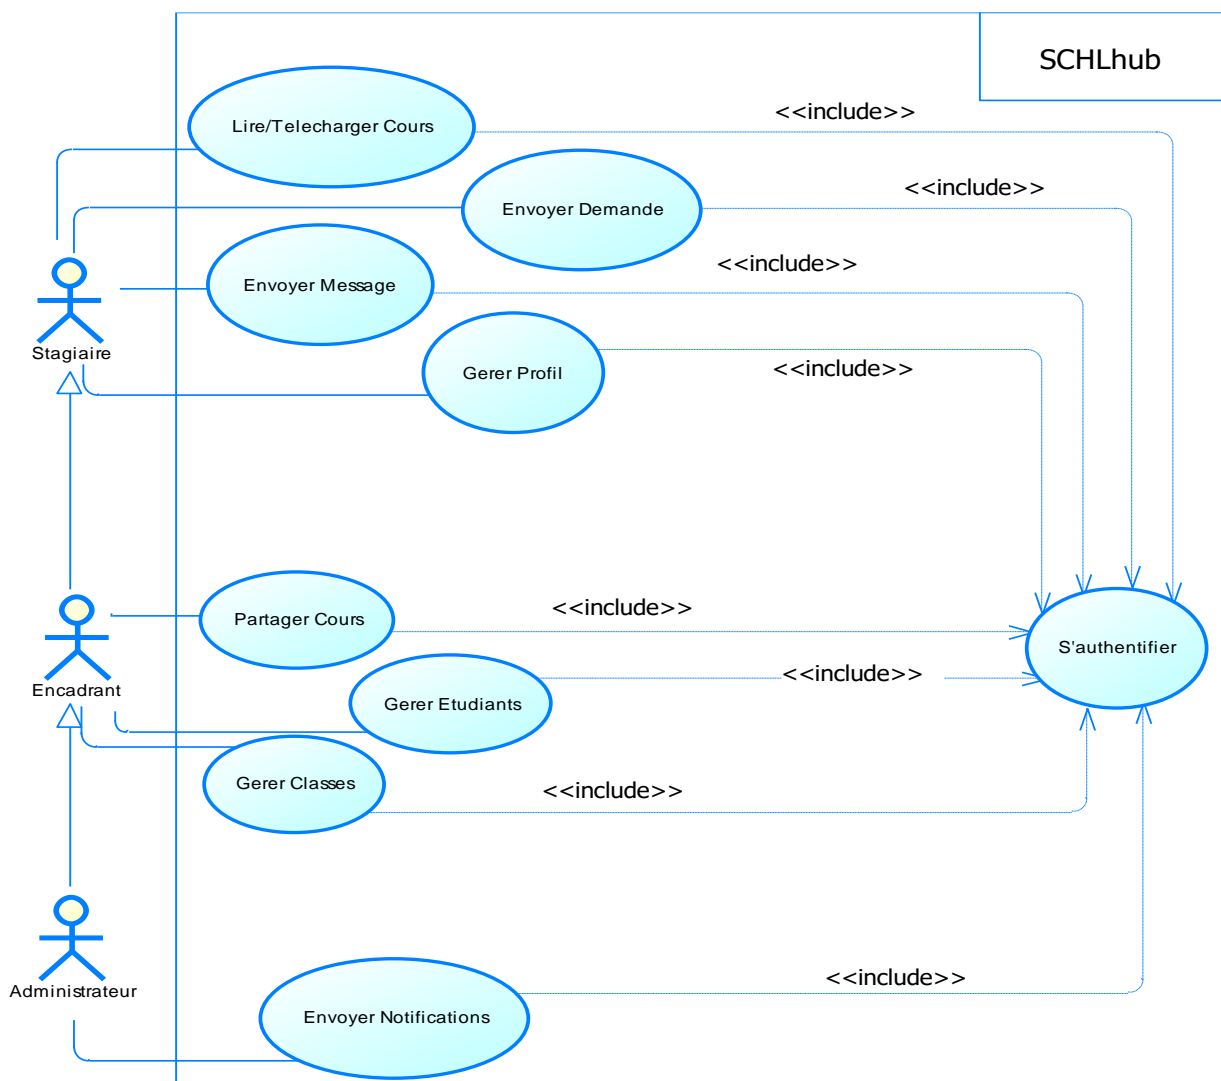 SCHLhub
<<include>>
Lire/Telecharger Cours
<<include>>
Envoyer Demande
<<include>>
Envoyer Message
Stagiaire
<<include>>
Gerer Profil
<<include>>
Partager Cours
S'authentifier
Encadrant
<<include>>
Gerer Etudiants
Gerer Classes
<<include>>
<<include>>
Administrateur
Envoyer Notifications